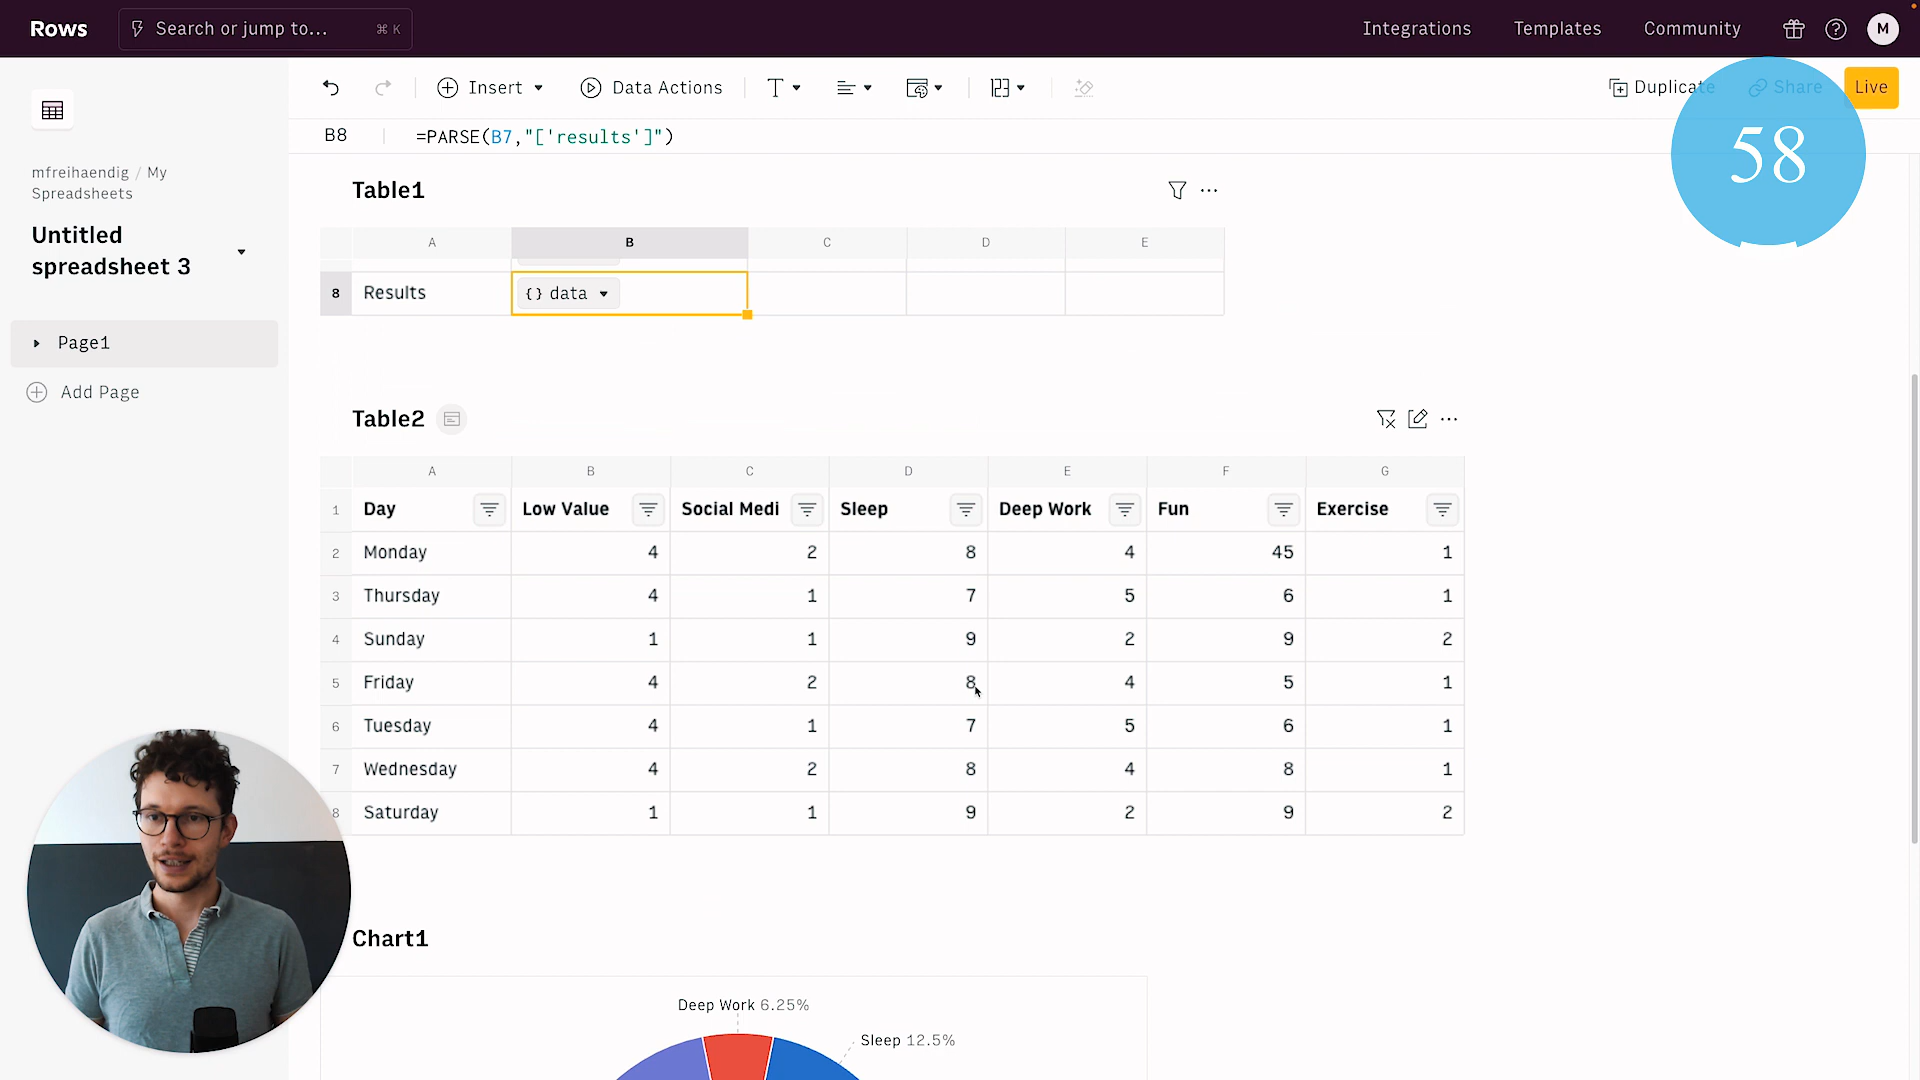 Rows
Search or jump to... ⌘ K
Integrations
Templates
Community
?
M
Insert
Data Actions
Duplicate
Share
Live
58
B8
=PARSE(B7,"['results']")
mfreihaendig / My
Spreadsheets
Untitled
spreadsheet 3
Page1
Add Page
Table1
A B C D E
8 Results {} data
Table2
A B C D E F G
1 Day Low Value Social Medi Sleep Deep Work Fun Exercise
2 Monday 4 2 8 4 45 1
3 Thursday 4 1 7 5 6 1
4 Sunday 1 1 9 2 9 2
5 Friday 4 2 8 4 5 1
6 Tuesday 4 1 7 5 6 1
7 Wednesday 4 2 8 4 8 1
8 Saturday 1 1 9 2 9 2
Chart1
Deep Work 6.25%
Sleep 12.5%